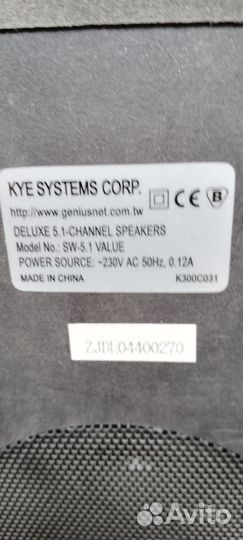 KYE SYSTEMS CORP.
CE B
http://www.geniusnet.com.tw
DELUXE 5.1-CHANNEL SPEAKERS
Model No.: SW-5.1 VALUE
POWER SOURCE: ~230V AC 50Hz, 0.12A
MADE IN CHINA K300C031
ZJDL04400270
Avito